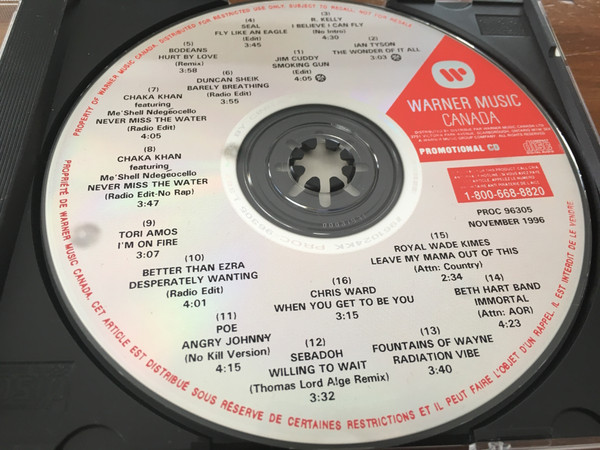 PROPERTY OF WARNER MUSIC CANADA. DISTRIBUTED FOR RESTRICTED USE ONLY. SUBJECT TO RECALL. NOT FOR RESALE
(1)
JIM CUDDY
SMOKING GUN
(Edit)
4:05
(2)
IAN TYSON
THE WONDER OF IT ALL
3:03
(3)
R. KELLY
I BELIEVE I CAN FLY
(No Intro)
4:30
(4)
SEAL
FLY LIKE AN EAGLE
(Edit)
3:45
(5)
BODEANS
HURT BY LOVE
(Remix)
3:58
(6)
DUNCAN SHEIK
BARELY BREATHING
(Edit)
3:55
(7)
CHAKA KHAN
featuring
Me'Shell Ndegéocello
NEVER MISS THE WATER
(Radio Edit)
4:05
(8)
CHAKA KHAN
featuring
Me'Shell Ndegéocello
NEVER MISS THE WATER
(Radio Edit-No Rap)
3:47
(9)
TORI AMOS
I'M ON FIRE
3:07
(10)
BETTER THAN EZRA
DESPERATELY WANTING
(Radio Edit)
4:01
(11)
POE
ANGRY JOHNNY
(No Kill Version)
4:15
(12)
SEBADOH
WILLING TO WAIT
(Thomas Lord A!ge Remix)
3:32
(13)
FOUNTAINS OF WAYNE
RADIATION VIBE
3:40
(14)
BETH HART BAND
IMMORTAL
(Attn: AOR)
4:23
(15)
ROYAL WADE KIMES
LEAVE MY MAMA OUT OF THIS
(Attn: Country)
2:34
(16)
CHRIS WARD
WHEN YOU GET TO BE YOU
3:15
WARNER MUSIC
CANADA
PROMOTIONAL CD
1-800-668-8820
PROC 96305
NOVEMBER 1996
PROPRIÉTÉ DE WARNER MUSIC CANADA. CET ARTICLE EST DISTRIBUÉ SOUS RÉSERVE DE CERTAINES RESTRICTIONS ET IL PEUT FAIRE L'OBJET D'UN RAPPEL. IL EST INTERDIT DE LE VENDRE